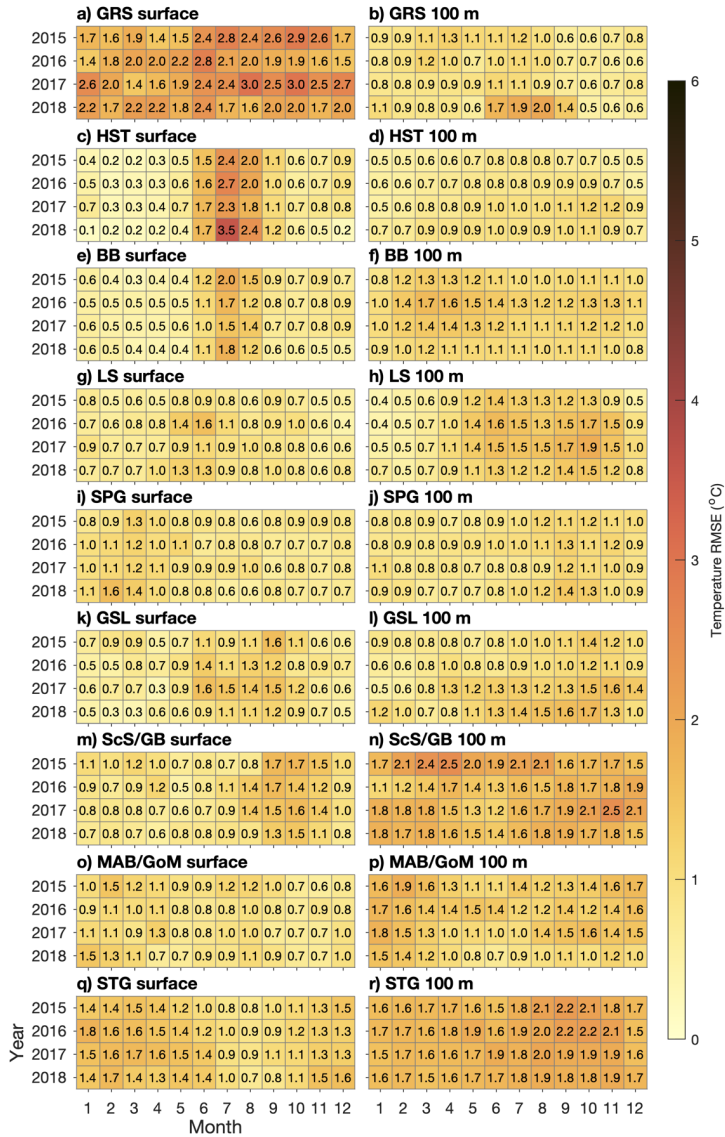 a) GRS surface
2015 1.7 1.6 1.9 1.4 1.5 2.4 2.8 2.4 2.6 2.9 2.6 1.7
2016 1.4 1.8 2.0 2.0 2.2 2.8 2.1 2.0 1.9 1.9 1.6 1.5
2017 2.6 2.0 1.4 1.6 1.9 2.4 2.4 3.0 2.5 3.0 2.5 2.7
2018 2.2 1.7 2.2 2.2 1.8 2.4 1.7 1.6 2.0 2.0 1.7 2.0
b) GRS 100 m
0.9 0.9 1.1 1.3 1.1 1.1 1.2 1.0 0.6 0.6 0.7 0.8
0.8 0.9 1.2 1.0 0.7 1.0 1.1 1.0 0.7 0.7 0.6 0.6
0.8 0.8 0.9 0.9 0.9 1.1 1.1 0.9 0.7 0.6 0.7 0.8
1.1 0.9 0.8 0.9 0.6 1.7 1.9 2.0 1.4 0.5 0.6 0.6
c) HST surface
2015 0.4 0.2 0.2 0.3 0.5 1.5 2.4 2.0 1.1 0.6 0.7 0.9
2016 0.5 0.3 0.3 0.3 0.6 1.6 2.7 2.0 1.0 0.6 0.7 0.9
2017 0.7 0.3 0.3 0.4 0.7 1.7 2.3 1.8 1.1 0.7 0.8 0.8
2018 0.1 0.2 0.2 0.2 0.4 1.7 3.5 2.4 1.2 0.6 0.5 0.2
d) HST 100 m
0.5 0.5 0.6 0.6 0.7 0.8 0.8 0.8 0.7 0.7 0.5 0.5
0.6 0.6 0.7 0.7 0.8 0.8 0.8 0.9 0.9 0.9 0.7 0.5
0.5 0.6 0.8 0.8 0.9 0.9 1.0 0.9 1.1 1.2 1.2 0.9
0.7 0.7 0.9 0.9 0.9 1.0 0.9 1.0 0.9 0.9 0.9 0.7
e) BB surface
2015 0.6 0.4 0.3 0.4 0.4 1.2 2.0 1.5 0.9 0.7 0.9 0.7
2016 0.5 0.5 0.5 0.5 0.5 1.1 1.7 1.2 0.8 0.7 0.8 0.9
2017 0.6 0.5 0.5 0.5 0.6 1.0 1.5 1.4 0.7 0.7 0.8 0.9
2018 0.6 0.5 0.4 0.4 0.4 1.1 1.8 1.2 0.6 0.6 0.5 0.5
f) BB 100 m
0.8 1.2 1.3 1.3 1.2 1.1 1.0 1.0 1.0 1.1 1.1 1.0
1.0 1.4 1.7 1.6 1.5 1.4 1.3 1.2 1.2 1.3 1.3 1.1
1.0 1.2 1.4 1.4 1.3 1.2 1.1 1.1 1.1 1.2 1.2 1.0
0.9 1.0 1.2 1.1 1.1 1.1 1.0 1.1 1.0 1.1 1.0 0.8
g) LS surface
2015 0.8 0.5 0.6 0.5 0.8 0.9 0.8 0.6 0.9 0.7 0.5 0.5
2016 0.7 0.6 0.8 0.8 1.4 1.6 1.1 0.8 0.9 1.0 0.6 0.4
2017 0.9 0.7 0.7 0.7 0.9 1.1 0.9 1.0 0.8 0.8 0.6 0.6
2018 0.7 0.7 0.7 1.0 1.3 1.3 0.9 0.8 1.0 0.8 0.6 0.8
h) LS 100 m
0.4 0.5 0.6 0.9 1.2 1.4 1.3 1.3 1.2 1.3 0.9 0.5
0.4 0.5 0.7 1.0 1.4 1.6 1.5 1.3 1.5 1.7 1.5 0.9
0.5 0.5 0.7 1.1 1.4 1.5 1.5 1.5 1.7 1.9 1.5 1.0
0.7 0.5 0.7 0.9 1.1 1.3 1.2 1.2 1.4 1.5 1.2 0.8
i) SPG surface
2015 0.8 0.9 1.3 1.0 0.8 0.9 0.8 0.6 0.8 0.9 0.9 0.8
2016 1.0 1.1 1.2 1.0 1.1 0.7 0.8 0.8 0.7 0.7 0.7 0.8
2017 1.0 1.1 1.2 1.1 0.9 0.9 0.9 1.0 0.6 0.8 0.7 0.8
2018 1.1 1.6 1.4 1.0 0.8 0.8 0.6 0.6 0.8 0.7 0.7 0.7
j) SPG 100 m
0.8 0.8 0.9 0.7 0.8 0.9 1.0 1.2 1.1 1.2 1.1 1.0
0.8 0.9 0.9 0.9 1.0 0.9 1.0 1.1 1.3 1.1 1.2 0.9
1.1 0.8 0.8 0.8 0.7 0.8 0.8 0.9 1.2 1.1 1.0 0.9
0.9 0.9 0.7 0.7 0.7 0.8 0.9 1.2 1.4 1.3 1.0 0.9
k) GSL surface
2015 0.7 0.9 0.9 0.5 0.7 1.1 0.9 1.1 1.6 1.1 0.6 0.6
2016 0.5 0.5 0.8 0.7 0.9 1.4 1.1 1.3 1.2 0.8 0.9 0.7
2017 0.6 0.7 0.7 0.3 0.9 1.6 1.5 1.4 1.5 1.2 0.6 0.6
2018 0.5 0.3 0.3 0.6 0.6 0.9 1.1 1.1 1.2 0.9 0.7 0.5
l) GSL 100 m
0.9 0.8 0.8 0.8 0.7 0.8 1.0 1.0 1.1 1.4 1.2 1.0
0.6 0.6 0.8 1.0 0.8 0.8 0.9 1.0 1.0 1.2 1.1 0.9
0.5 0.6 0.8 1.3 1.2 1.3 1.3 1.2 1.3 1.5 1.6 1.4
1.2 1.0 0.7 0.8 1.0 1.3 1.4 1.5 1.6 1.7 1.3 1.0
m) ScS/GB surface
2015 1.1 1.0 1.2 1.0 0.7 0.8 0.7 0.8 1.7 1.7 1.5 1.0
2016 0.9 0.7 0.9 1.2 0.5 0.8 1.1 1.4 1.7 1.4 1.2 0.9
2017 0.8 0.8 0.8 0.7 0.6 0.7 0.9 1.4 1.5 1.6 1.4 1.0
2018 0.7 0.7 0.7 0.6 0.8 0.8 0.9 0.9 1.3 1.5 1.1 0.8
n) ScS/GB 100 m
1.7 2.1 2.4 2.5 2.0 1.9 2.1 2.1 1.6 1.7 1.7 1.5
1.1 1.2 1.4 1.7 1.4 1.3 1.6 1.5 1.8 1.7 1.8 1.9
1.8 1.8 1.8 1.5 1.3 1.2 1.6 1.7 1.9 2.1 2.5 2.1
1.8 1.7 1.8 1.6 1.5 1.4 1.6 1.8 1.9 1.7 1.8 1.5
o) MAB/GoM surface
2015 1.0 1.5 1.2 1.1 0.9 0.9 1.2 1.2 1.0 0.7 0.6 0.8
2016 0.9 1.1 1.0 1.1 0.8 0.8 1.0 0.8 1.0 0.7 0.9 0.8
2017 1.1 1.1 0.9 1.3 0.8 0.8 1.0 1.0 0.7 0.7 0.7 1.0
2018 1.5 1.3 1.1 0.7 0.7 0.9 0.9 1.1 0.9 0.7 0.7 1.0
p) MAB/GoM 100 m
1.6 1.9 1.6 1.3 1.1 1.1 1.4 1.2 1.3 1.4 1.6 1.7
1.7 1.6 1.4 1.4 1.5 1.4 1.2 1.2 1.4 1.2 1.4 1.6
1.8 1.5 1.3 1.0 1.1 1.0 1.0 0.9 1.4 1.5 1.6 1.4 1.5
1.5 1.4 1.2 1.0 1.2 1.0 0.8 0.7 0.9 1.0 1.1 1.2 1.0
q) STG surface
2015 1.4 1.4 1.5 1.4 1.2 1.0 0.8 0.8 0.9 1.1 1.3 1.5
2016 1.8 1.6 1.6 1.5 1.4 1.2 1.0 0.9 0.9 1.2 1.3 1.3
2017 1.5 1.6 1.7 1.6 1.5 1.4 0.9 0.9 1.1 1.1 1.3 1.3
2018 1.4 1.7 1.4 1.3 1.4 1.4 1.0 0.7 0.8 1.1 1.5 1.6
r) STG 100 m
1.6 1.6 1.7 1.7 1.6 1.5 1.8 2.1 2.2 2.1 1.8 1.7
1.7 1.7 1.6 1.8 1.9 1.6 1.9 2.0 2.2 2.2 2.1 1.5
1.5 1.7 1.6 1.6 1.7 1.9 1.8 2.0 1.9 1.9 1.9 1.6
1.6 1.7 1.5 1.7 1.8 1.8 1.9 1.8 1.8 1.9 1.7
1 2 3 4 5 6 7 8 9 10 11 12
1 2 3 4 5 6 7 8 9 10 11 12
Month
Year
6
5
4
3
2
1
0
Temperature RMSE (°C)